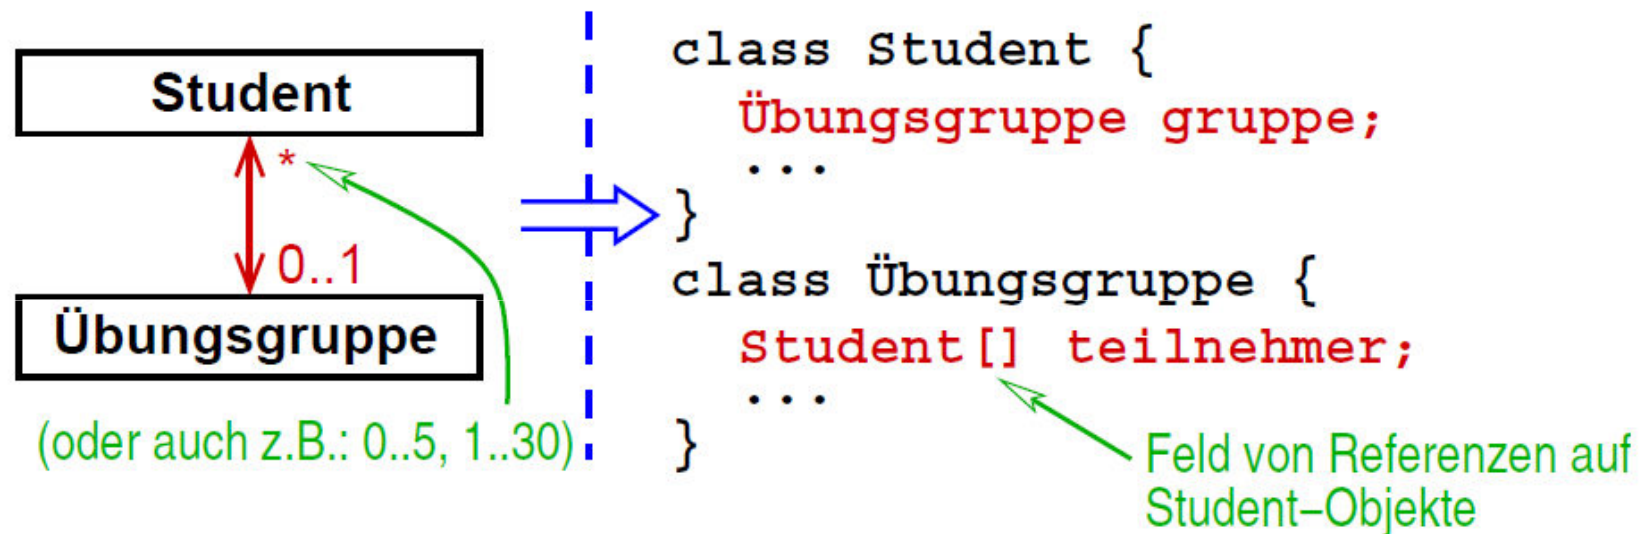 Student
*
0..1
Übungsgruppe
(oder auch z.B.: 0..5, 1..30)
class Student {
Übungsgruppe gruppe;
...
}
class Übungsgruppe {
Student[] teilnehmer;
...
}
Feld von Referenzen auf
Student–Objekte